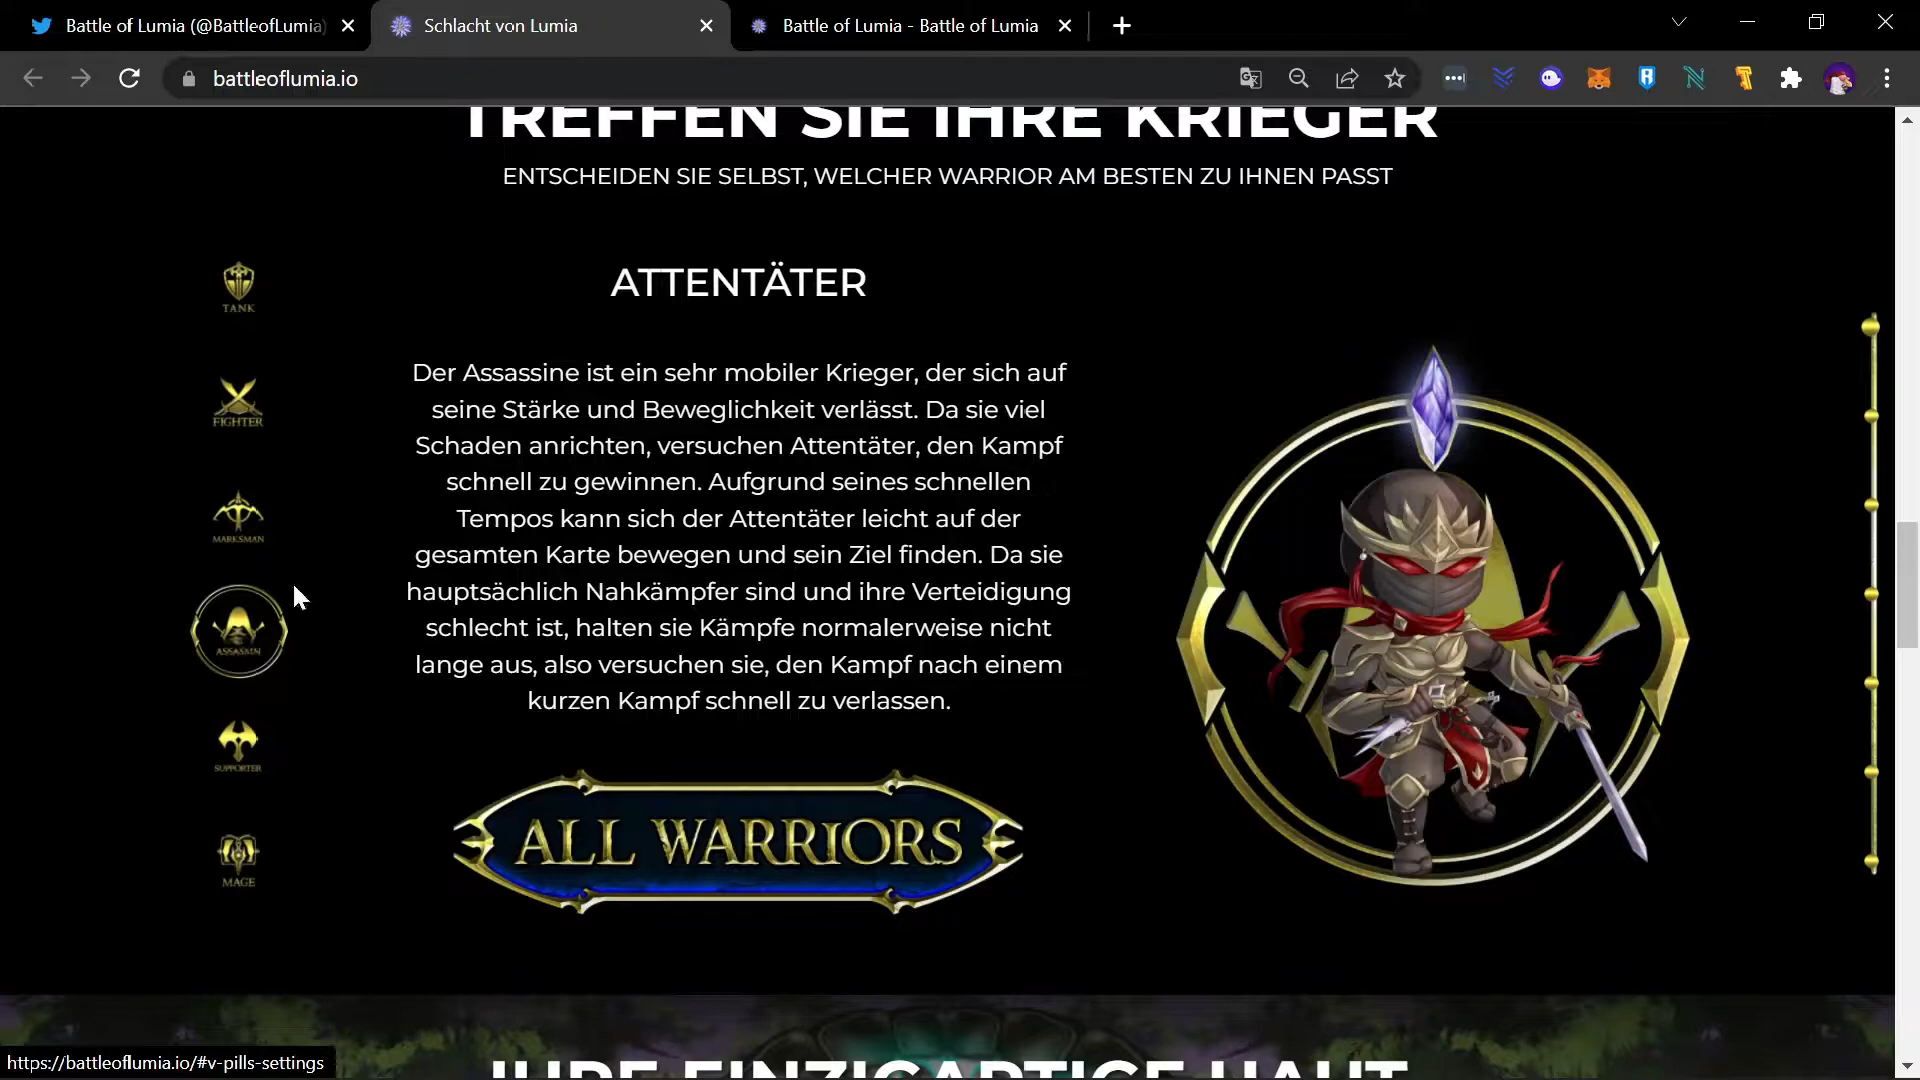 Battle of Lumia (@BattleofLumia)
Schlacht von Lumia
Battle of Lumia - Battle of Lumia
battleoflumia.io
TREFFEN SIE IHRE KRIEGER
ENTSCHEIDEN SIE SELBST, WELCHER WARRIOR AM BESTEN ZU IHNEN PASST
TANK
FIGHTER
MARKSMAN
ASSASSIN
SUPPORTER
MAGE
ATTENTÄTER
Der Assassine ist ein sehr mobiler Krieger, der sich auf
seine Stärke und Beweglichkeit verlässt. Da sie viel
Schaden anrichten, versuchen Attentäter, den Kampf
schnell zu gewinnen. Aufgrund seines schnellen
Tempos kann sich der Attentäter leicht auf der
gesamten Karte bewegen und sein Ziel finden. Da sie
hauptsächlich Nahkämpfer sind und ihre Verteidigung
schlecht ist, halten sie Kämpfe normalerweise nicht
lange aus, also versuchen sie, den Kampf nach einem
kurzen Kampf schnell zu verlassen.
ALL WARRIORS
IHRE EINZIGARTIGE HAUT
https://battleoflumia.io/#v-pills-settings